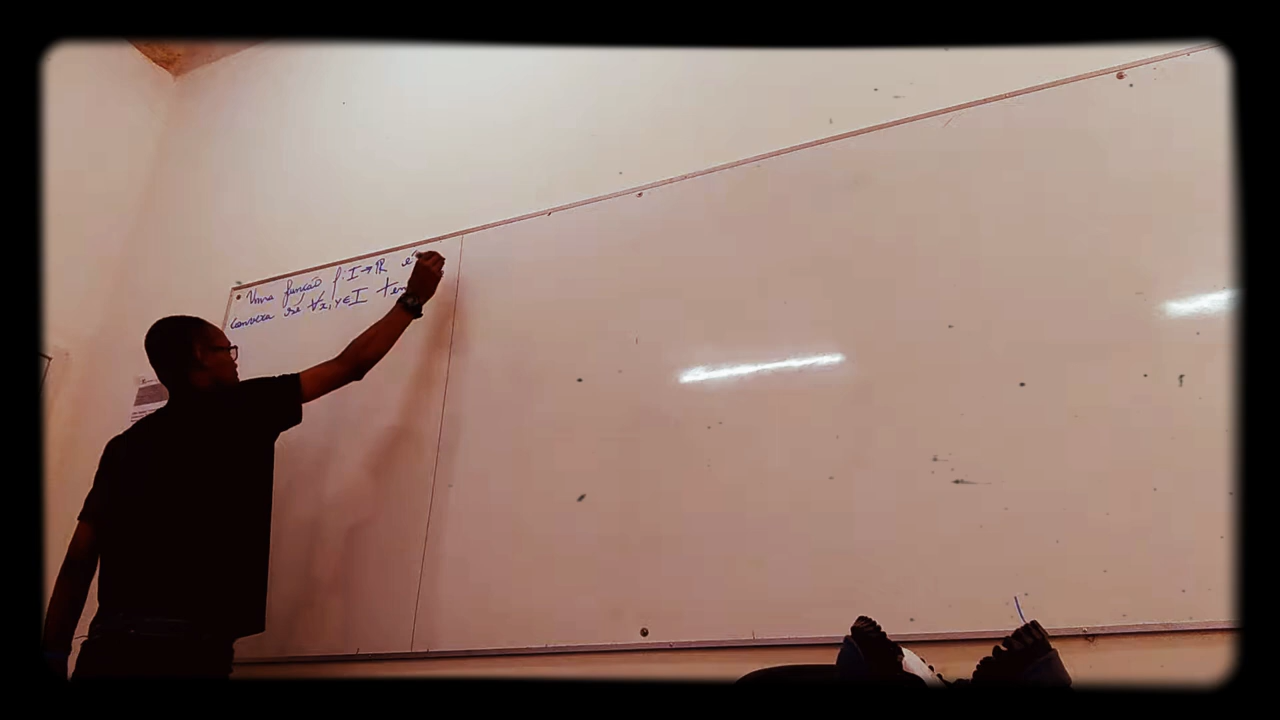 Uma função f: I→ℝ é
convexa se ∀x,y∈I tem